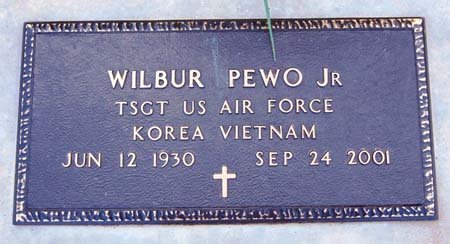 WILBUR PEWO JR
TSGT US AIR FORCE
KOREA VIETNAM
JUN 12 1930 SEP 24 2001